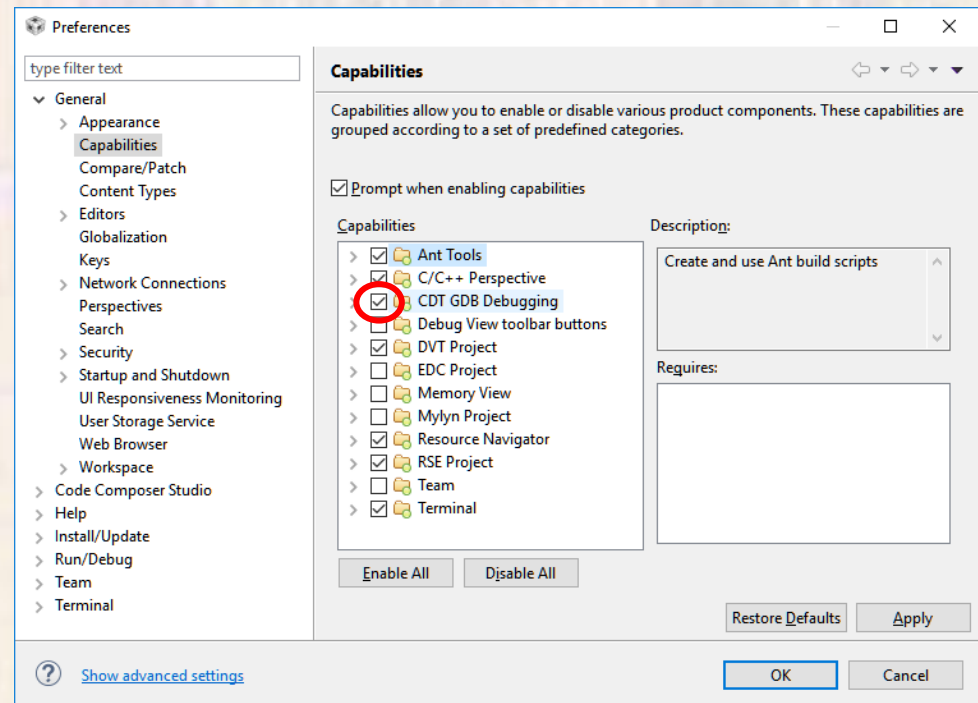 Preferences
type filter text
General
Appearance
Capabilities
Compare/Patch
Content Types
Editors
Globalization
Keys
Network Connections
Perspectives
Search
Security
Startup and Shutdown
UI Responsiveness Monitoring
User Storage Service
Web Browser
Workspace
Code Composer Studio
Help
Install/Update
Run/Debug
Team
Terminal
Capabilities
Capabilities allow you to enable or disable various product components. These capabilities are
grouped according to a set of predefined categories.
Prompt when enabling capabilities
Capabilities
Ant Tools
C/C++ Perspective
CDT GDB Debugging
Debug View toolbar buttons
DVT Project
EDC Project
Memory View
Mylyn Project
Resource Navigator
RSE Project
Team
Terminal
Description:
Create and use Ant build scripts
Requires:
Enable All
Disable All
Restore Defaults
Apply
?
Show advanced settings
OK
Cancel